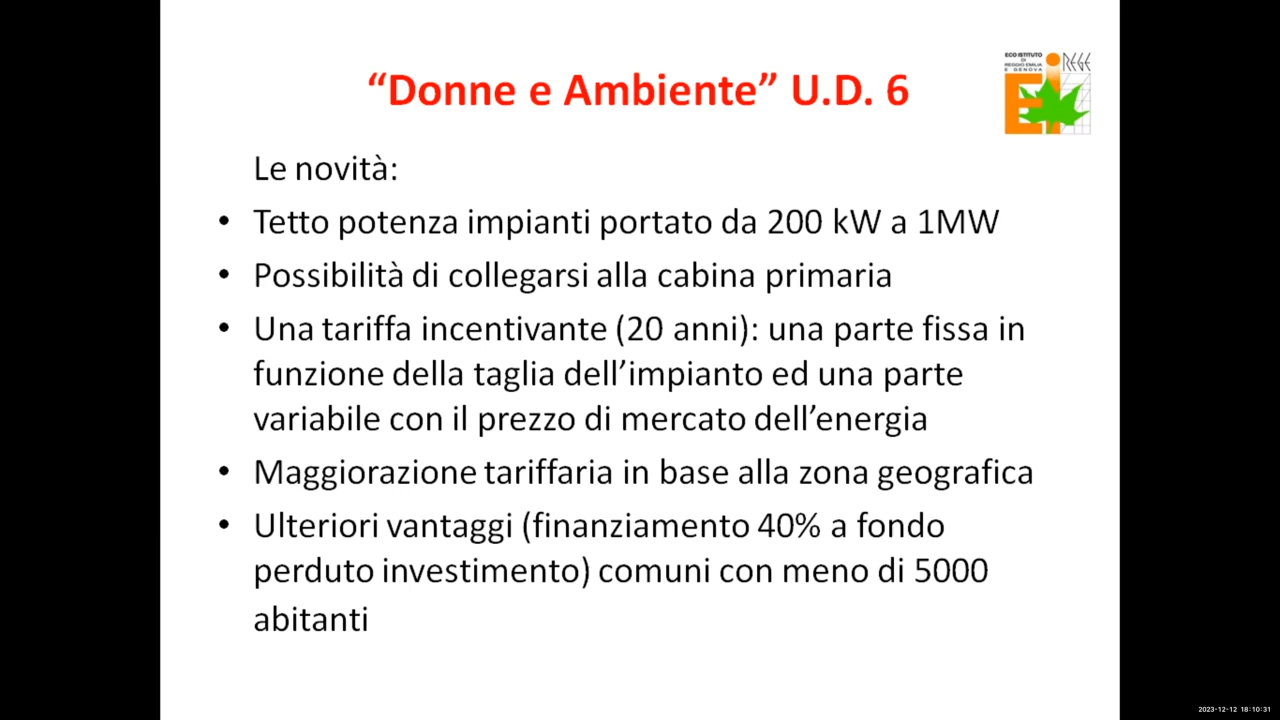 “Donne e Ambiente” U.D. 6
ECO ISTITUTO
DI
REGGIO EMILIA
E GENOVA
REGE
Ei
Le novità:
• Tetto potenza impianti portato da 200 kW a 1MW
• Possibilità di collegarsi alla cabina primaria
• Una tariffa incentivante (20 anni): una parte fissa in
funzione della taglia dell’impianto ed una parte
variabile con il prezzo di mercato dell’energia
• Maggiorazione tariffaria in base alla zona geografica
• Ulteriori vantaggi (finanziamento 40% a fondo
perduto investimento) comuni con meno di 5000
abitanti
2023-12-12 18:10:31